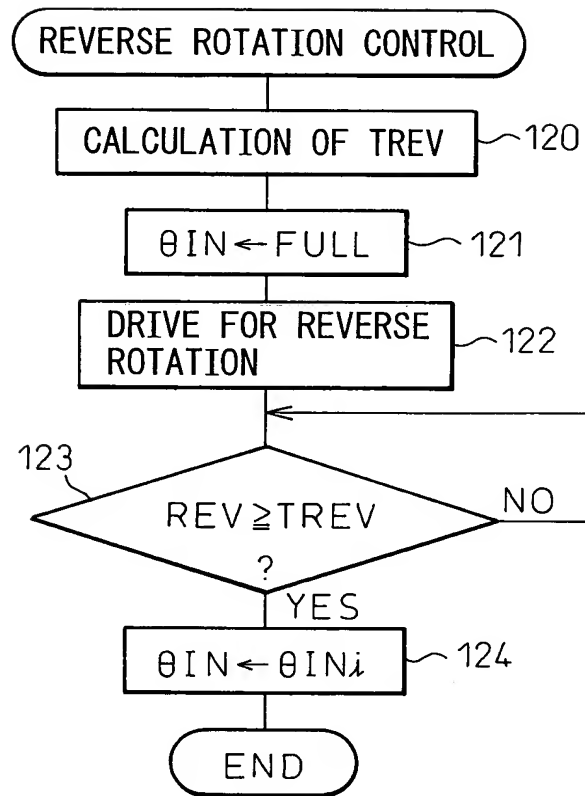 REVERSE ROTATION CONTROL
CALCULATION OF TREV
120
θIN←FULL
121
DRIVE FOR REVERSE
ROTATION
122
123
REV≧TREV
?
NO
YES
θIN←θINi
124
END